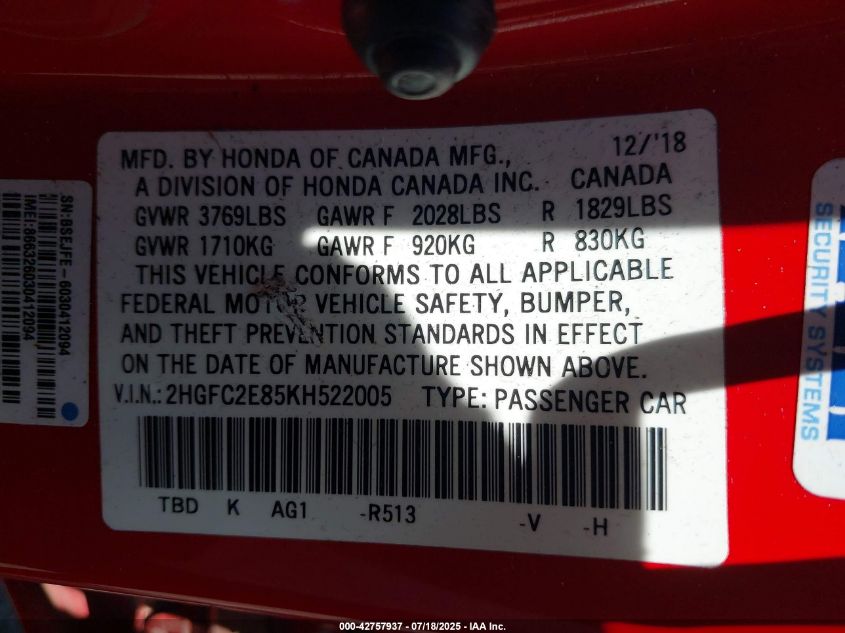 MFD. BY HONDA OF CANADA MFG., 12/'18
A DIVISION OF HONDA CANADA INC. CANADA
GVWR 3769LBS GAWR F 2028LBS R 1829LBS
GVWR 1710KG GAWR F 920KG R 830KG
THIS VEHICLE CONFORMS TO ALL APPLICABLE
FEDERAL MOTOR VEHICLE SAFETY, BUMPER,
AND THEFT PREVENTION STANDARDS IN EFFECT
ON THE DATE OF MANUFACTURE SHOWN ABOVE.
V.I.N.: 2HGFC2E85KH522005 TYPE: PASSENGER CAR
TBD K AG1 -R513 -V -H
SN:BSEJFE-6030412094
IMEI:866326030412094
SECURITY SYSTEMS
000-42757937 - 07/18/2025 - IAA Inc.